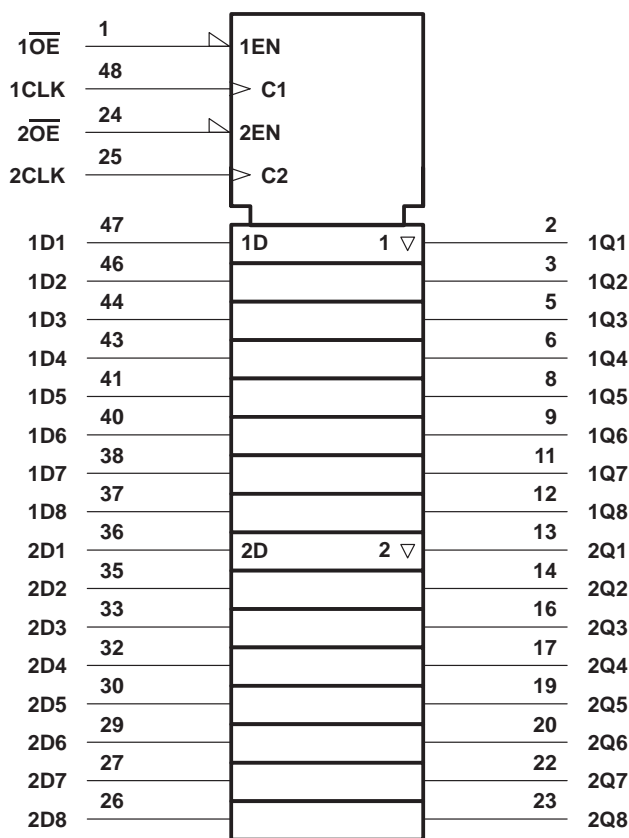 1O̅E̅ 1 1EN
1CLK 48 C1
2O̅E̅ 24 2EN
2CLK 25 C2
1D1 47 1D 1 ▽ 2 1Q1
1D2 46 3 1Q2
1D3 44 5 1Q3
1D4 43 6 1Q4
1D5 41 8 1Q5
1D6 40 9 1Q6
1D7 38 11 1Q7
1D8 37 12 1Q8
2D1 36 2D 2 ▽ 13 2Q1
2D2 35 14 2Q2
2D3 33 16 2Q3
2D4 32 17 2Q4
2D5 30 19 2Q5
2D6 29 20 2Q6
2D7 27 22 2Q7
2D8 26 23 2Q8